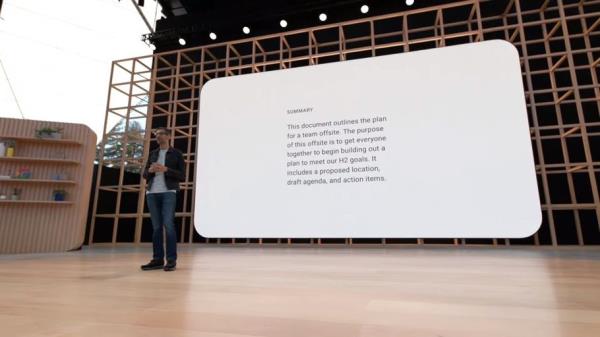 SUMMARY
This document outlines the plan
for a team offsite. The purpose
of this offsite is to get everyone
together to begin building out a
plan to meet our H2 goals. It
includes a proposed location,
draft agenda, and action items.